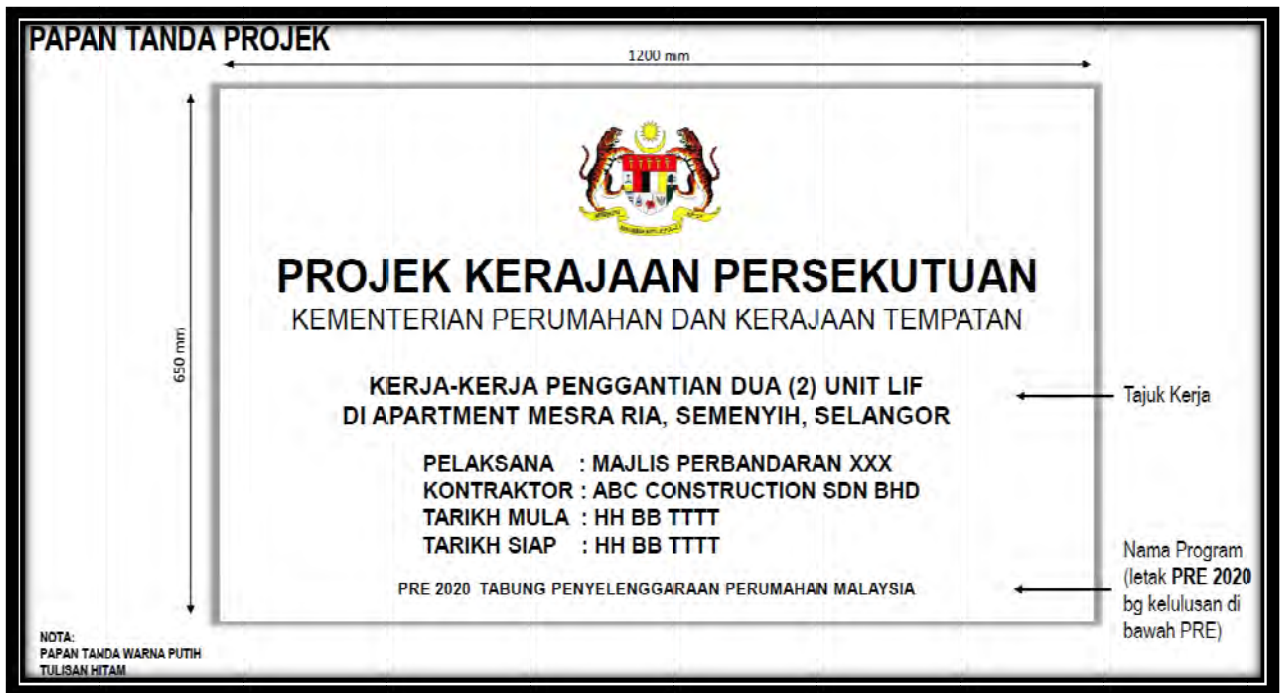 PAPAN TANDA PROJEK
1200 mm
650 mm
PROJEK KERAJAAN PERSEKUTUAN
KEMENTERIAN PERUMAHAN DAN KERAJAAN TEMPATAN
KERJA-KERJA PENGGANTIAN DUA (2) UNIT LIF
DI APARTMENT MESRA RIA, SEMENYIH, SELANGOR
Tajuk Kerja
PELAKSANA : MAJLIS PERBANDARAN XXX
KONTRAKTOR : ABC CONSTRUCTION SDN BHD
TARIKH MULA : HH BB TTTT
TARIKH SIAP : HH BB TTTT
PRE 2020 TABUNG PENYELENGGARAAN PERUMAHAN MALAYSIA
Nama Program
(letak PRE 2020
bg kelulusan di
bawah PRE)
NOTA:
PAPAN TANDA WARNA PUTIH
TULISAN HITAM